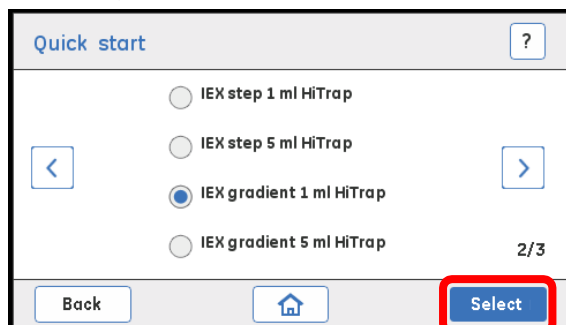 Quick start
?
IEX step 1 ml HiTrap
IEX step 5 ml HiTrap
IEX gradient 1 ml HiTrap
IEX gradient 5 ml HiTrap
2/3
Back
Select